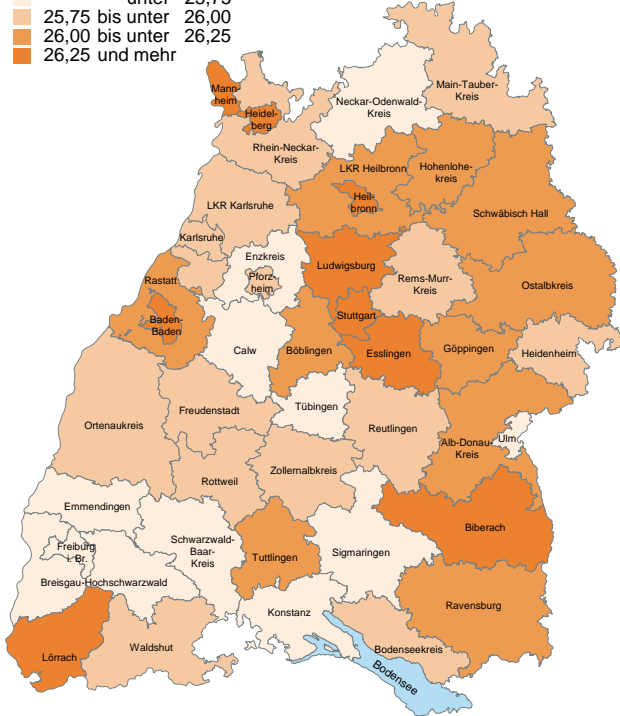 unter 25,75
25,75 bis unter 26,00
26,00 bis unter 26,25
26,25 und mehr
Main-Tauber-
Kreis
Mann-
heim
Neckar-Odenwald-
Kreis
Heidel-
berg
Rhein-Neckar-
Kreis
LKR Heilbronn
Hohenlohe-
kreis
Heil-
bronn
LKR Karlsruhe
Schwäbisch Hall
Karlsruhe
Enzkreis
Ludwigsburg
Pforz-
heim
Rems-Murr-
Kreis
Rastatt
Ostalbkreis
Stuttgart
Baden-
Baden
Calw
Böblingen
Esslingen
Göppingen
Heidenheim
Tübingen
Freudenstadt
Ortenaukreis
Reutlingen
Alb-Donau-
Kreis
Ulm
Zollernalbkreis
Rottweil
Emmendingen
Biberach
Freiburg
i. Br.
Schwarzwald-
Baar-
Kreis
Tuttlingen
Sigmaringen
Breisgau-Hochschwarzwald
Konstanz
Ravensburg
Waldshut
Lörrach
Bodenseekreis
Bodensee